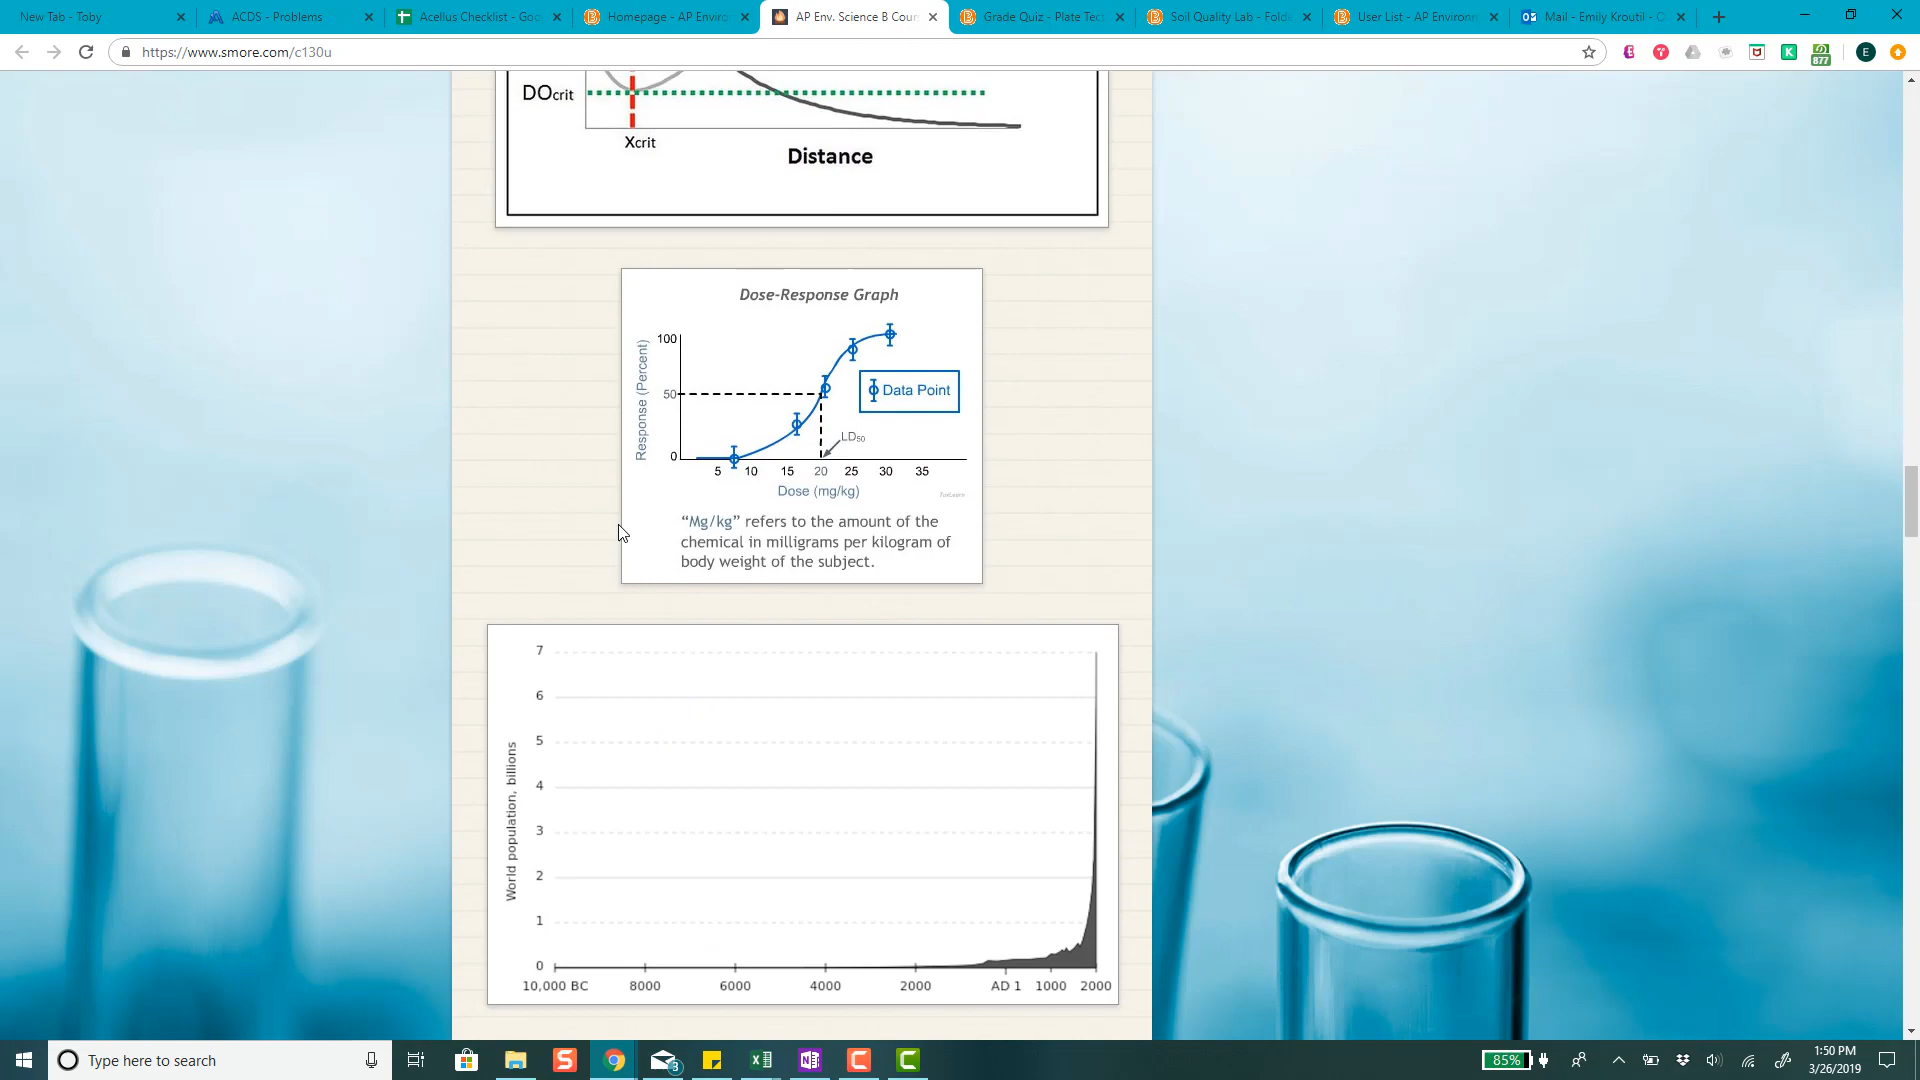 New Tab - Toby
ACDS - Problems
Acellus Checklist - Goo
Homepage - AP Enviro
AP Env. Science B Cour
Grade Quiz - Plate Tect
Soil Quality Lab - Folde
User List - AP Environm
Mail - Emily Kroutil - O
https://www.smore.com/c130u
877
E
DOcrit
Xcrit
Distance
Dose-Response Graph
Response (Percent)
100
50
0
Data Point
LD50
5 10 15 20 25 30 35
Dose (mg/kg)
“Mg/kg” refers to the amount of the
chemical in milligrams per kilogram of
body weight of the subject.
World population, billions
7
6
5
4
3
2
1
0
10,000 BC 8000 6000 4000 2000 AD 1 1000 2000
Type here to search
3
85%
1:50 PM
3/26/2019